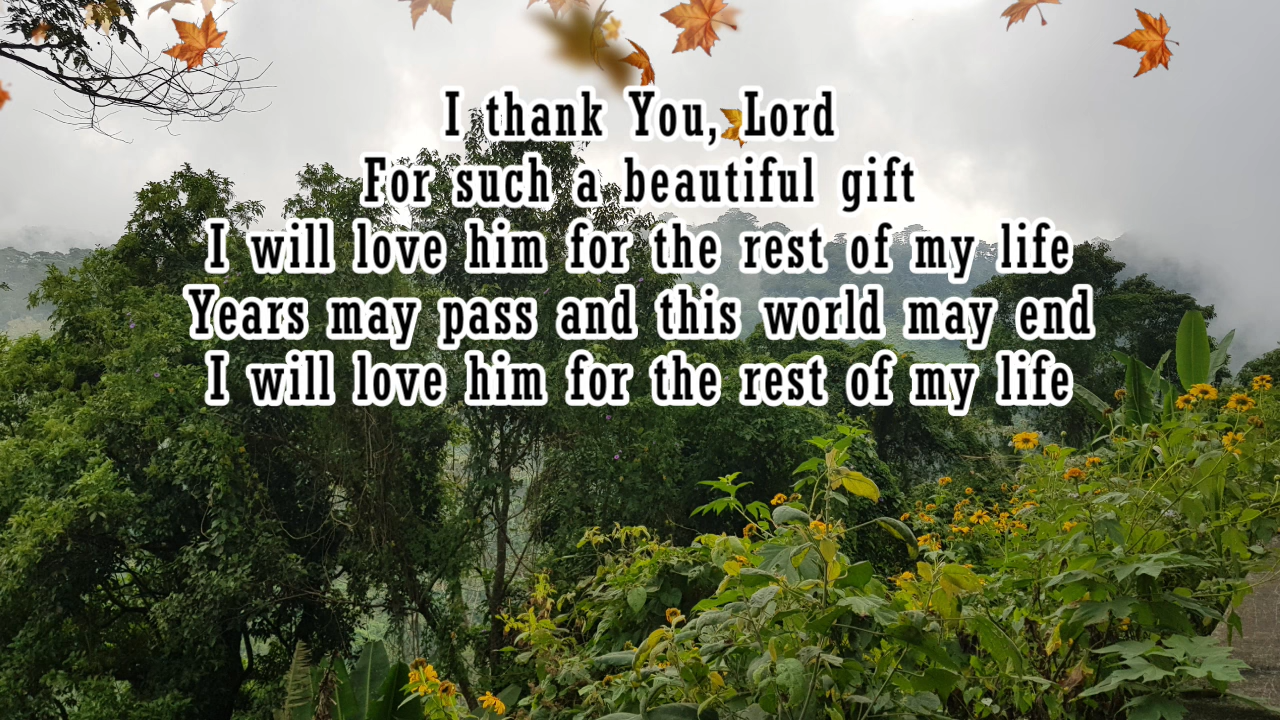 I thank You, Lord
For such a beautiful gift
I will love him for the rest of my life
Years may pass and this world may end
I will love him for the rest of my life